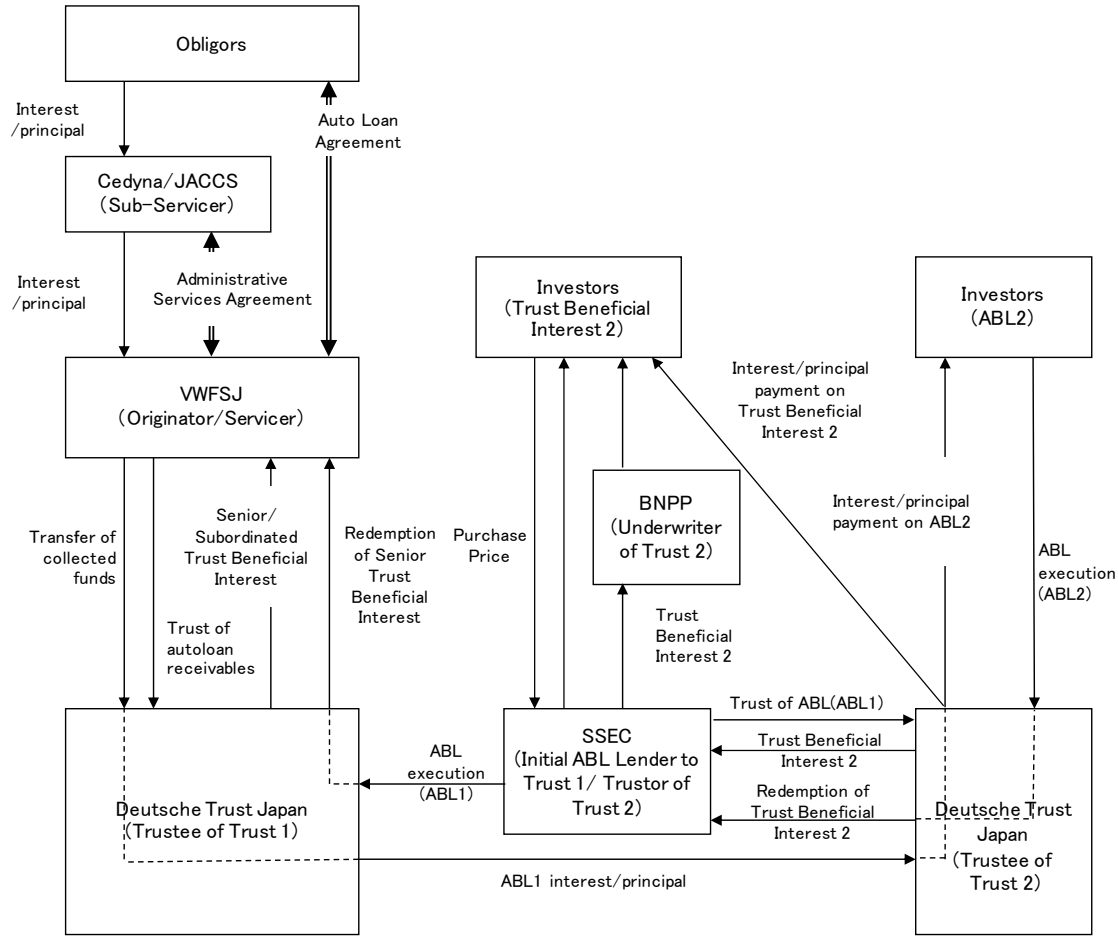 Obligors
Interest
/principal
Auto Loan
Agreement
Cedyna/JACCS
(Sub-Servicer)
Interest
/principal
Administrative
Services Agreement
Investors
(Trust Beneficial
Interest 2)
Investors
(ABL2)
VWFSJ
(Originator/Servicer)
Interest/principal
payment on
Trust Beneficial
Interest 2
BNPP
(Underwriter
of Trust 2)
Interest/principal
payment on ABL2
Transfer of
collected
funds
Senior/
Subordinated
Trust Beneficial
Interest
Redemption
of Senior
Trust
Beneficial
Interest
Purchase
Price
ABL
execution
(ABL2)
Trust of
autoloan
receivables
Trust
Beneficial
Interest 2
Deutsche Trust Japan
(Trustee of Trust 1)
ABL
execution
(ABL1)
SSEC
(Initial ABL Lender to
Trust 1/ Trustor of
Trust 2)
Trust of ABL(ABL1)
Trust Beneficial
Interest 2
Redemption of
Trust Beneficial
Interest 2
Deutsche Trust
Japan
(Trustee of
Trust 2)
ABL1 interest/principal